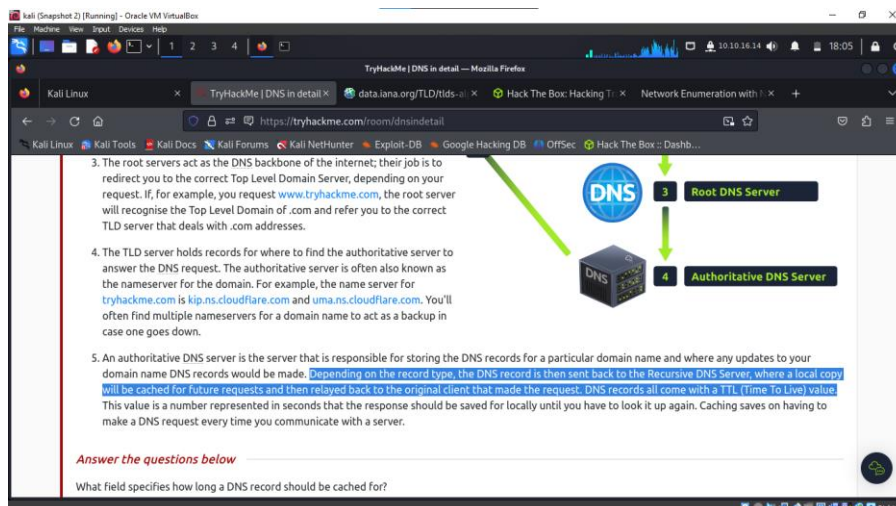 kali (Snapshot 2) [Running] - Oracle VM VirtualBox
File Machine View Input Devices Help
1 2 3 4
10.10.16.14
18:05
TryHackMe | DNS in detail — Mozilla Firefox
Kali Linux
TryHackMe | DNS in detail
data.iana.org/TLD/tlds-al
Hack The Box: Hacking Tr
Network Enumeration with
https://tryhackme.com/room/dnsindetail
Kali Linux Kali Tools Kali Docs Kali Forums Kali NetHunter Exploit-DB Google Hacking DB OffSec Hack The Box :: Dashb...
3. The root servers act as the DNS backbone of the internet; their job is to
redirect you to the correct Top Level Domain Server, depending on your
request. If, for example, you request www.tryhackme.com, the root server
will recognise the Top Level Domain of .com and refer you to the correct
TLD server that deals with .com addresses.
4. The TLD server holds records for where to find the authoritative server to
answer the DNS request. The authoritative server is often also known as
the nameserver for the domain. For example, the name server for
tryhackme.com is kip.ns.cloudflare.com and uma.ns.cloudflare.com. You'll
often find multiple nameservers for a domain name to act as a backup in
case one goes down.
DNS
3 Root DNS Server
DNS
4 Authoritative DNS Server
5. An authoritative DNS server is the server that is responsible for storing the DNS records for a particular domain name and where any updates to your
domain name DNS records would be made. Depending on the record type, the DNS record is then sent back to the Recursive DNS Server, where a local copy
will be cached for future requests and then relayed back to the original client that made the request. DNS records all come with a TTL (Time To Live) value.
This value is a number represented in seconds that the response should be saved for locally until you have to look it up again. Caching saves on having to
make a DNS request every time you communicate with a server.
Answer the questions below
What field specifies how long a DNS record should be cached for?